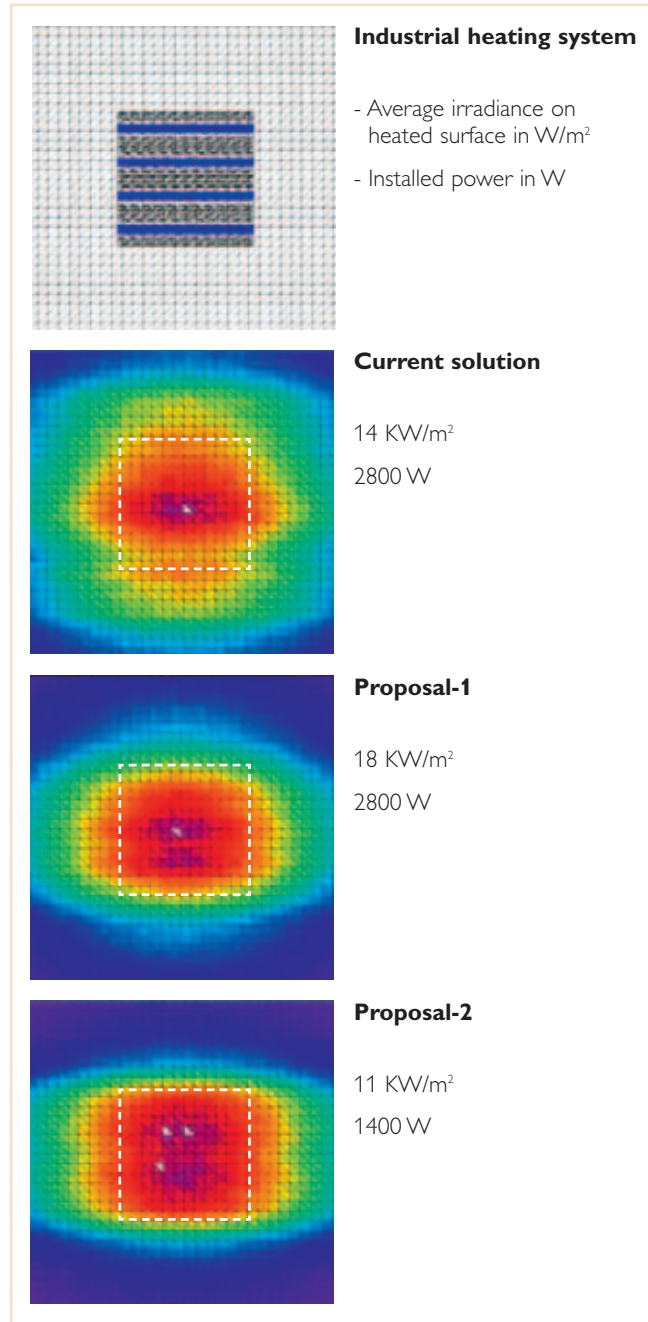 Industrial heating system
- Average irradiance on
heated surface in W/m²
- Installed power in W
Current solution
14 KW/m²
2800 W
Proposal-1
18 KW/m²
2800 W
Proposal-2
11 KW/m²
1400 W